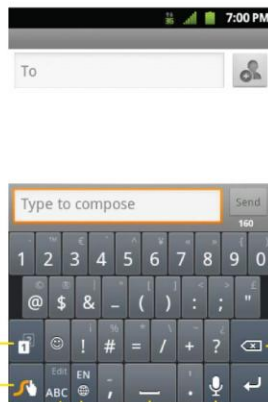 7:00 PM
To
Type to compose
Send
160
1 2 3 4 5 6 7 8 9 0
@ $ & _ ( ) : ; "
! # = / + ?
Edit
ABC
EN
, .